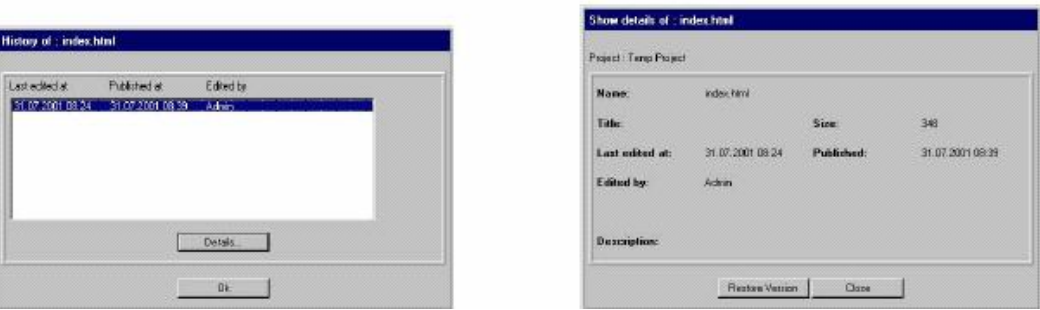 History of : index.html
Last edited at Published at Edited by
31.07.2001 08:24 31.07.2001 08:39 Admin
Details...
Ok
Show details of : index.html
Project : Temp Project
Name: index.html
Title: Size: 348
Last edited at: 31.07.2001 08:24 Published: 31.07.2001 08:39
Edited by: Admin
Description:
Restore Version Close